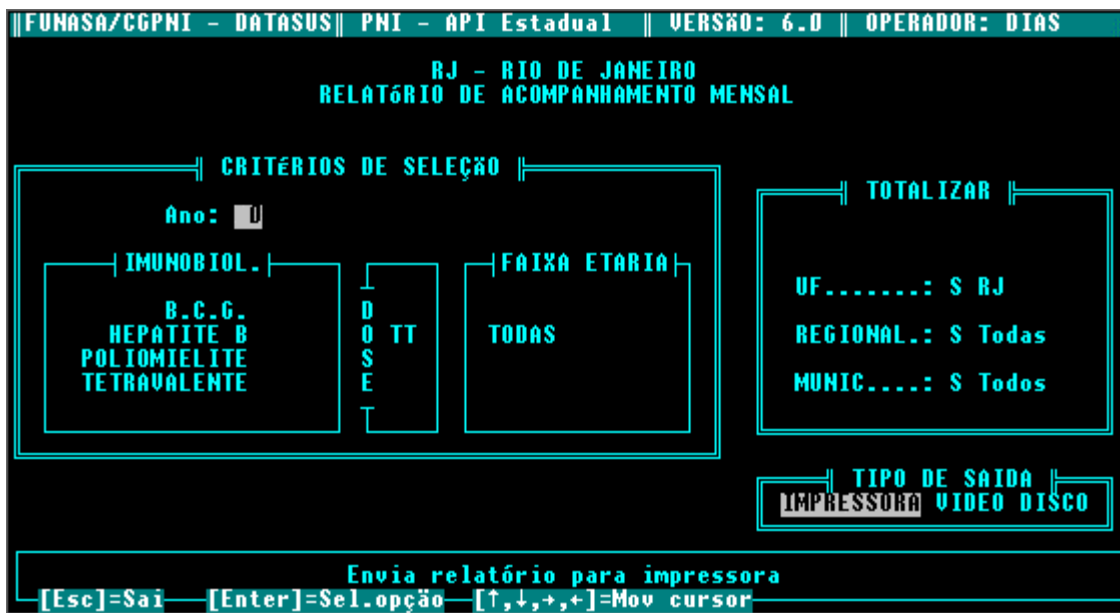 FUNASA/CGPNI - DATASUS PNI - API Estadual VERSÃO: 6.0 OPERADOR: DIAS
RJ - RIO DE JANEIRO
RELATóRIO DE ACOMPANHAMENTO MENSAL
CRITéRIOS DE SELEÇÃO
Ano: 0
IMUNOBIOL.
B.C.G.
HEPATITE B
POLIOMIELITE
TETRAVALENTE
DOSE
TT
FAIXA ETARIA
TODAS
TOTALIZAR
UF.......: S RJ
REGIONAL.: S Todas
MUNIC....: S Todos
TIPO DE SAIDA
IMPRESSORA VIDEO DISCO
Envia relatório para impressora
[Esc]=Sai [Enter]=Sel.opção [↑,↓,→,←]=Mov cursor